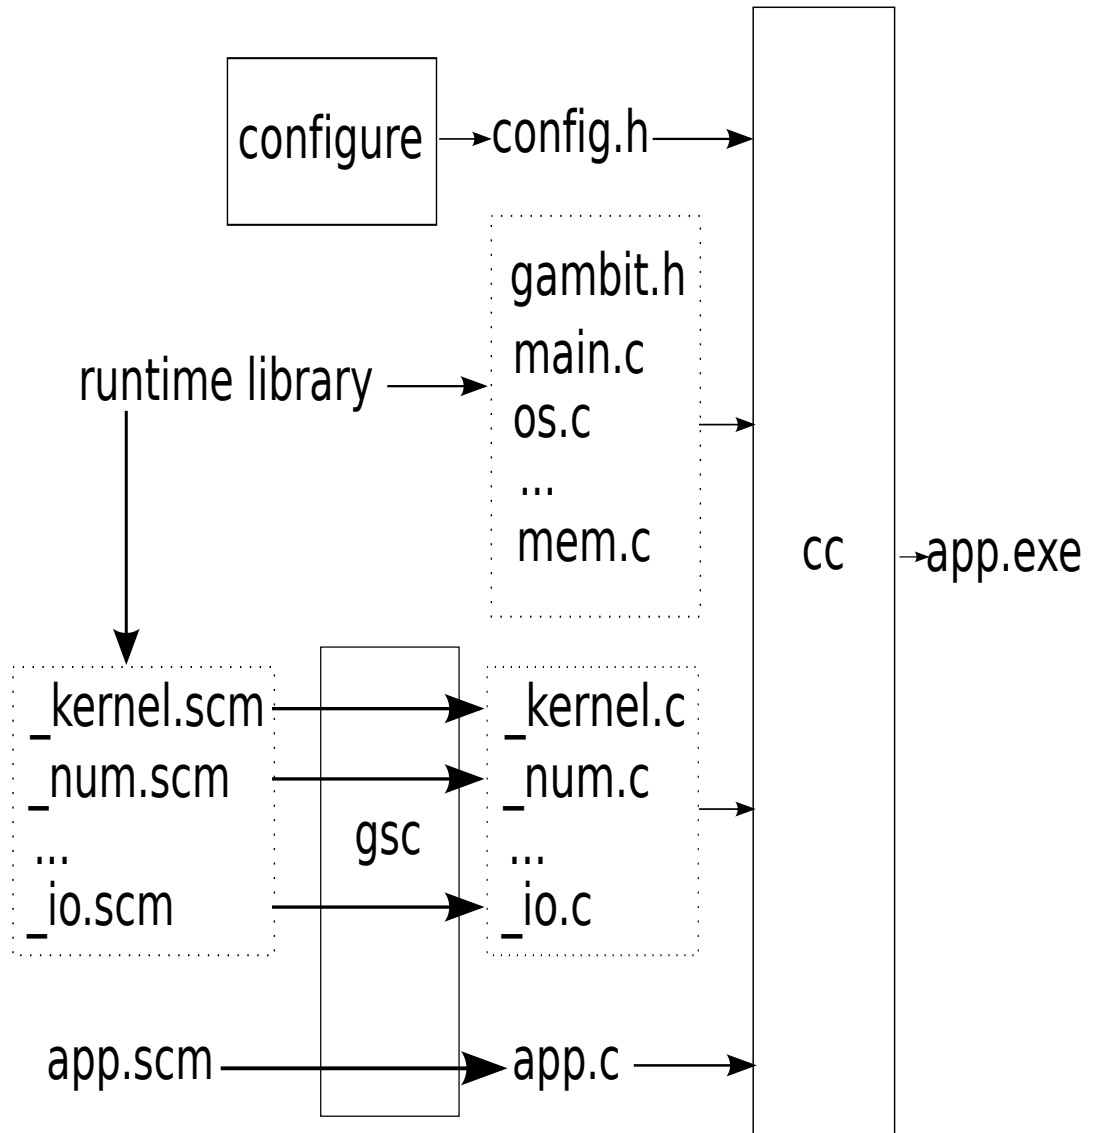 configure
config.h
gambit.h
main.c
os.c
...
mem.c
runtime library
cc
app.exe
_kernel.scm
_num.scm
...
_io.scm
gsc
_kernel.c
_num.c
...
_io.c
app.scm
app.c